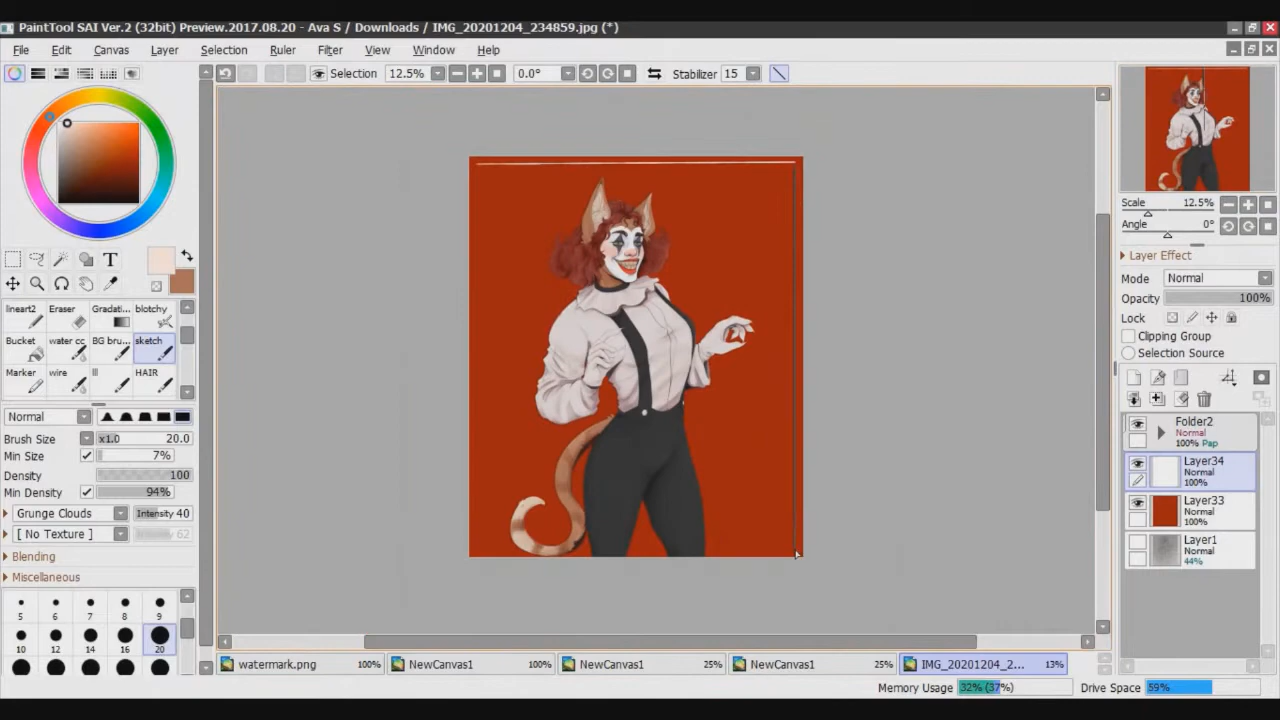 PaintTool SAI Ver.2 (32bit) Preview.2017.08.20 - Ava S / Downloads / IMG_20201204_234859.jpg (*)
File Edit Canvas Layer Selection Ruler Filter View Window Help
Selection 12.5% 0.0° Stabilizer 15
Scale 12.5%
Angle 0°
Layer Effect
Mode Normal
Opacity 100%
Lock
Clipping Group
Selection Source
T
lineart2 Eraser Gradati... blotchy
Bucket water cc BG bru... sketch
Marker wire lll HAIR
Normal
Brush Size x1.0 20.0
Min Size 7%
Density 100
Min Density 94%
Grunge Clouds Intensity 40
[ No Texture ] Intensity 62
Blending
Miscellaneous
5 6 7 8 9
10 12 14 16 20
Folder2
Normal
100% Pap
Layer34
Normal
100%
Layer33
Normal
100%
Layer1
Normal
44%
watermark.png 100% NewCanvas1 100% NewCanvas1 25% NewCanvas1 25% IMG_20201204_2... 13%
Memory Usage 32% (37%) Drive Space 59%